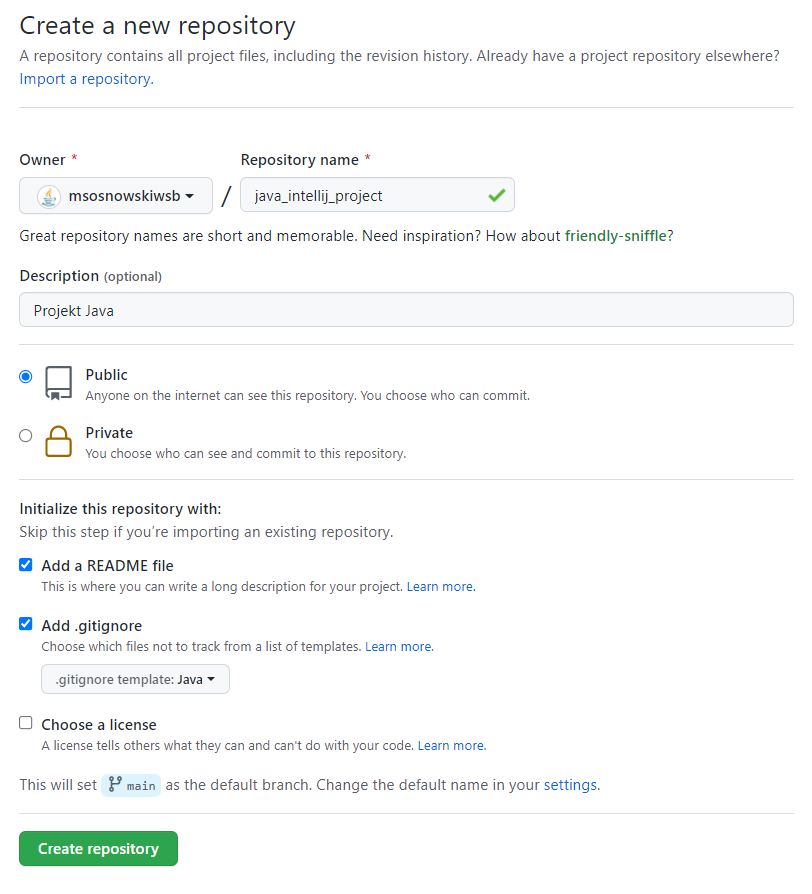 Create a new repository
A repository contains all project files, including the revision history. Already have a project repository elsewhere?
Import a repository.
Owner * Repository name *
msosnowskiwsb / java_intellij_project
Great repository names are short and memorable. Need inspiration? How about friendly-sniffle?
Description (optional)
Projekt Java
Public
Anyone on the internet can see this repository. You choose who can commit.
Private
You choose who can see and commit to this repository.
Initialize this repository with:
Skip this step if you’re importing an existing repository.
Add a README file
This is where you can write a long description for your project. Learn more.
Add .gitignore
Choose which files not to track from a list of templates. Learn more.
.gitignore template: Java
Choose a license
A license tells others what they can and can't do with your code. Learn more.
This will set main as the default branch. Change the default name in your settings.
Create repository